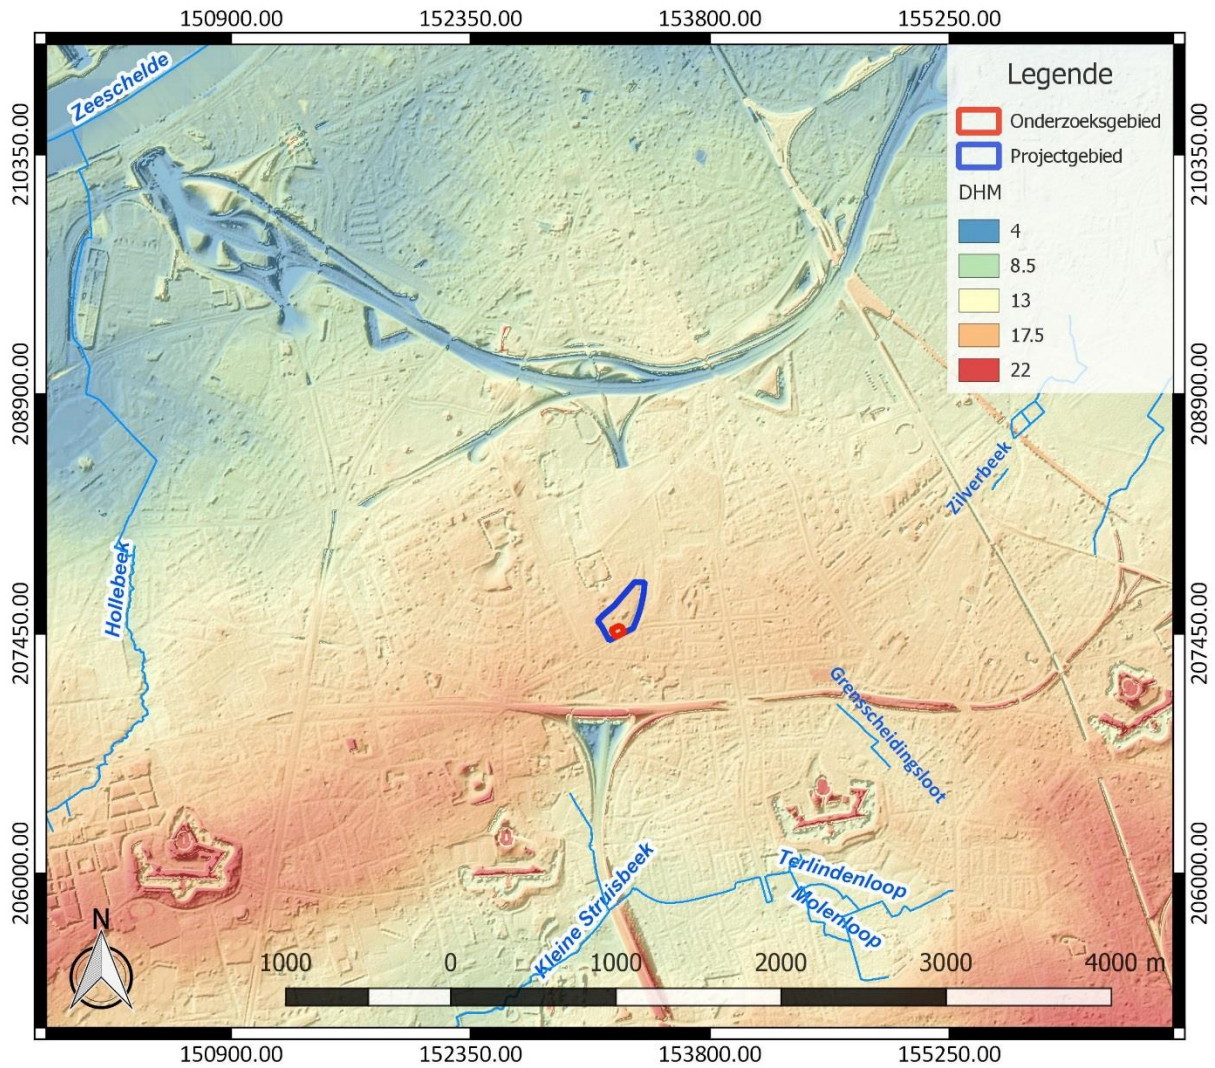 150900.00 152350.00 153800.00 155250.00
Zeeschelde
Legende
Onderzoeksgebied
Projectgebied
DHM
4
8.5
13
17.5
22
210350.00
210350.00
208900.00
208900.00
Zilverbeek
Hollebeek
207450.00
207450.00
Grensscheidingsloot
206000.00
206000.00
Terlindenloop
Molenloop
Kleine Struisbeek
N
1000 0 1000 2000 3000 4000 m
150900.00 152350.00 153800.00 155250.00